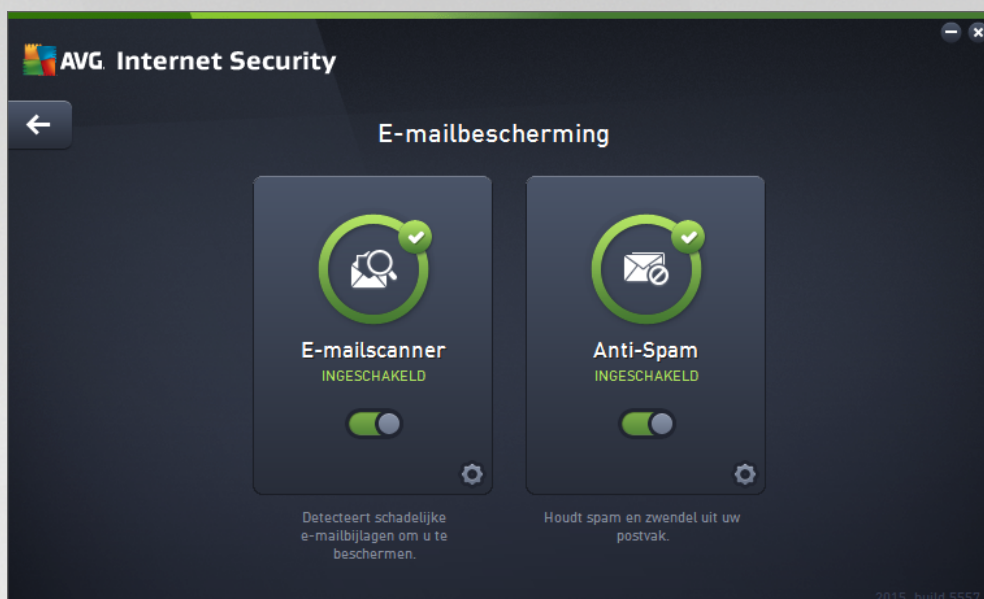 AVG. Internet Security
E-mailbescherming
E-mailscanner
INGESCHAKELD
Detecteert schadelijke
e-mailbijlagen om u te
beschermen.
Anti-Spam
INGESCHAKELD
Houdt spam en zwendel uit uw
postvak.
2015, build 5557